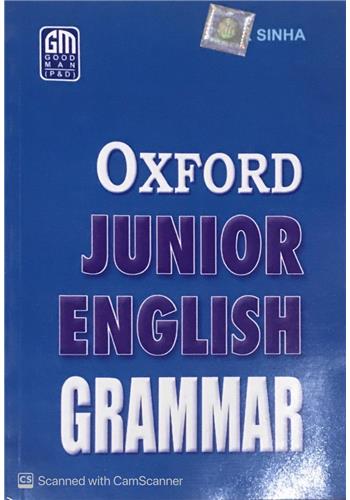 GM
GOOD
MAN
(P&D)
SINHA
OXFORD
JUNIOR
ENGLISH
GRAMMAR
CS Scanned with CamScanner